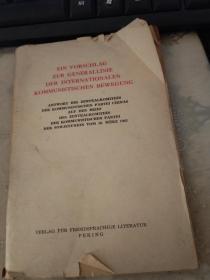 EIN VORSCHLAG
ZUR GENERALLINIE
DER INTERNATIONALEN
KOMMUNISTISCHEN BEWEGUNG
ANTWORT DES ZENTRALKOMITEES
DER KOMMUNISTISCHEN PARTEI CHINAS
AUF DEN BRIEF
DES ZENTRALKOMITEES
DER KOMMUNISTISCHEN PARTEI
DER SOWJETUNION VOM 30. MÄRZ 1963
VERLAG FÜR FREMDSPRACHIGE LITERATUR
PEKING